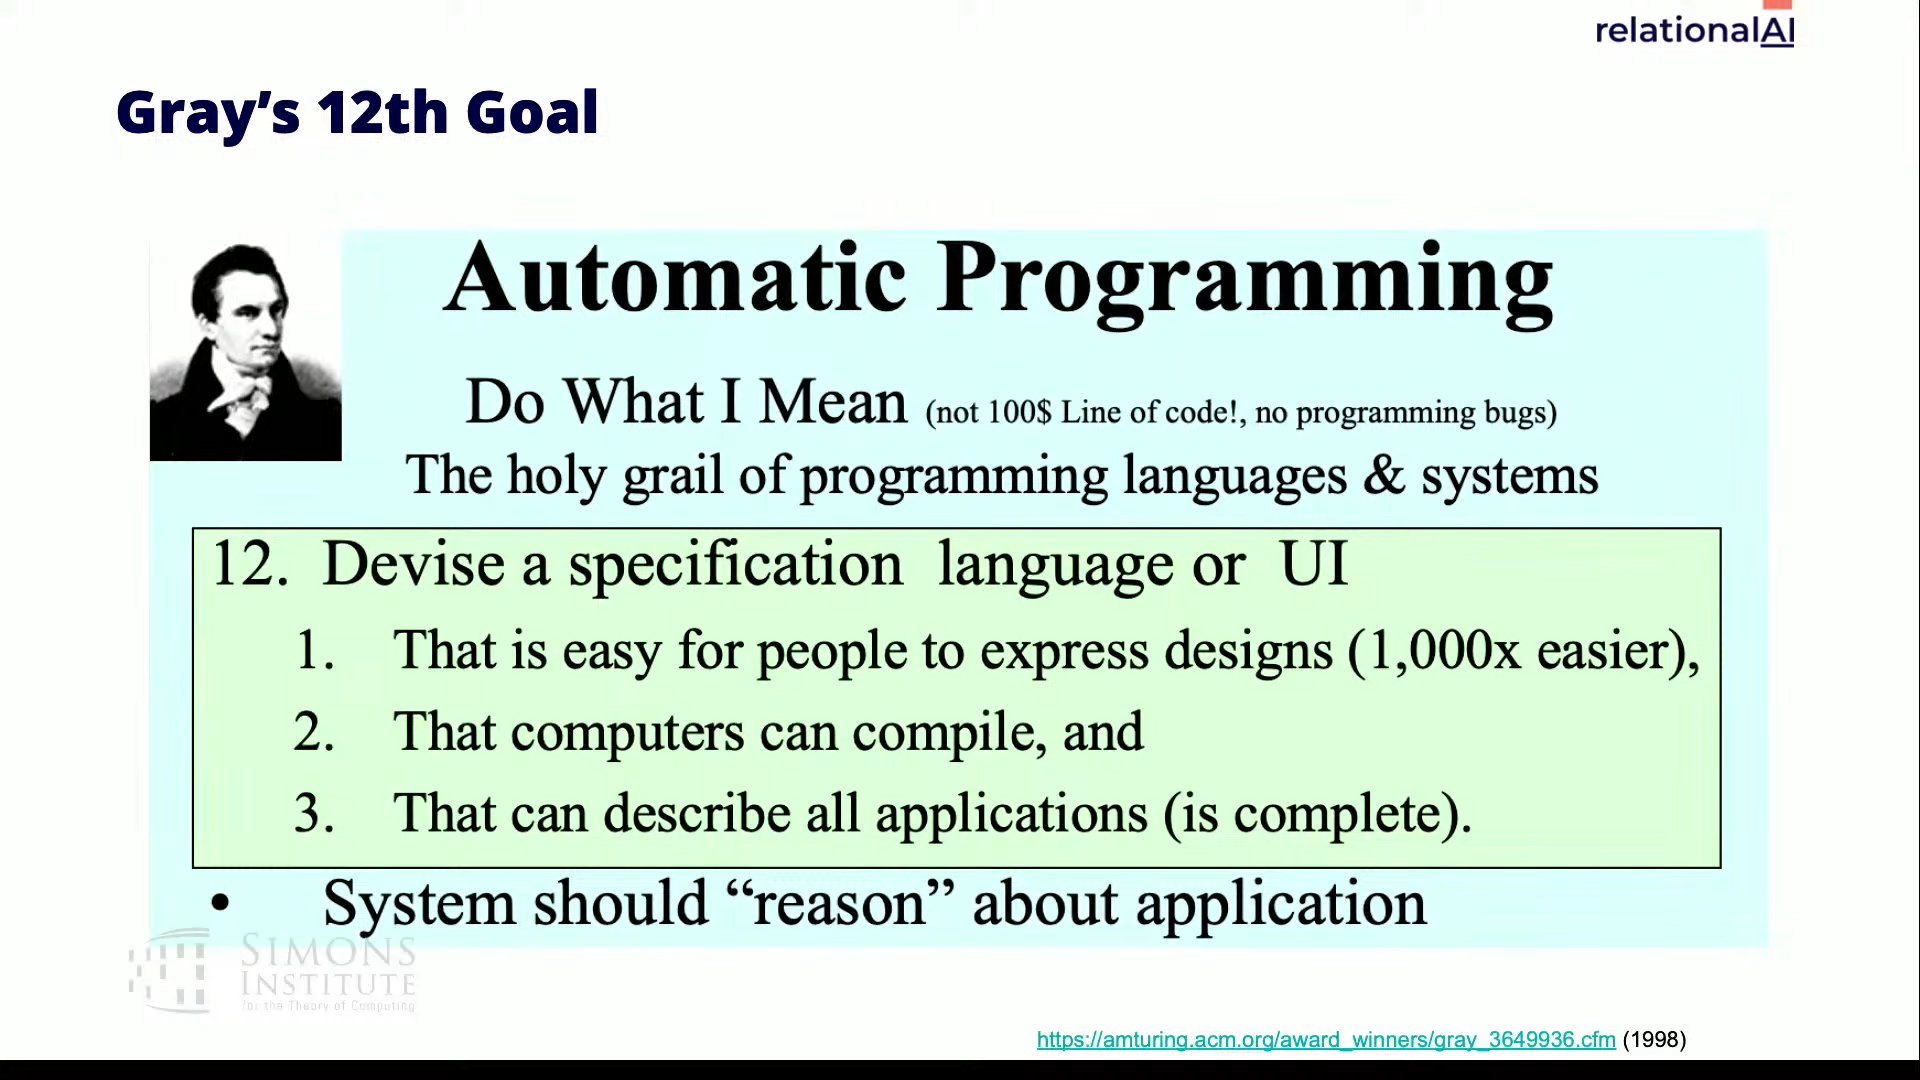 relationalAI
Gray’s 12th Goal
Automatic Programming
Do What I Mean (not 100$ Line of code!, no programming bugs)
The holy grail of programming languages & systems
12. Devise a specification language or UI
1. That is easy for people to express designs (1,000x easier),
2. That computers can compile, and
3. That can describe all applications (is complete).
• System should “reason” about application
SIMONS
INSTITUTE
for the Theory of Computing
https://amturing.acm.org/award_winners/gray_3649936.cfm (1998)